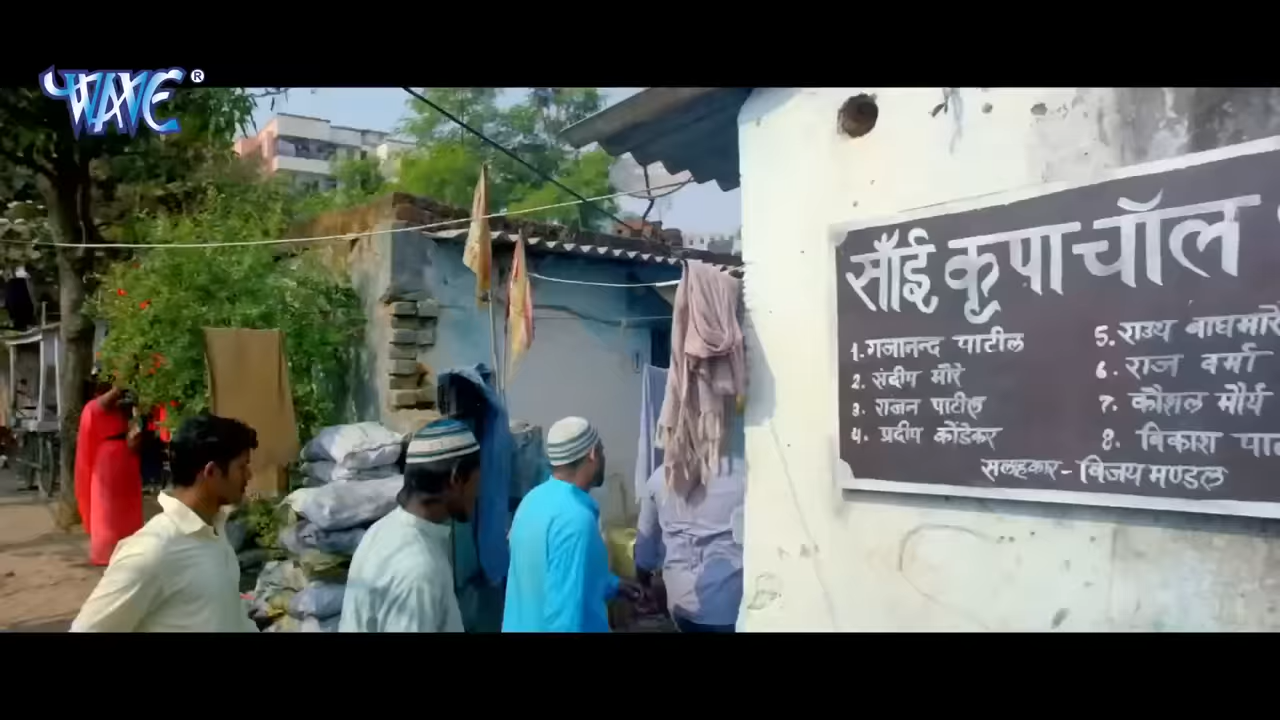 WAVE®
साँई कृपा चॉल
1. गजानन्द पाटील
2. संदीप मोरे
3. राजन पाटील
4. प्रदीप कोंडेकर
5. राज्य वाघमारे
6. राज वर्मा
7. कौशल मौर्य
8. विकाश
सलहकार - विजय मण्डल